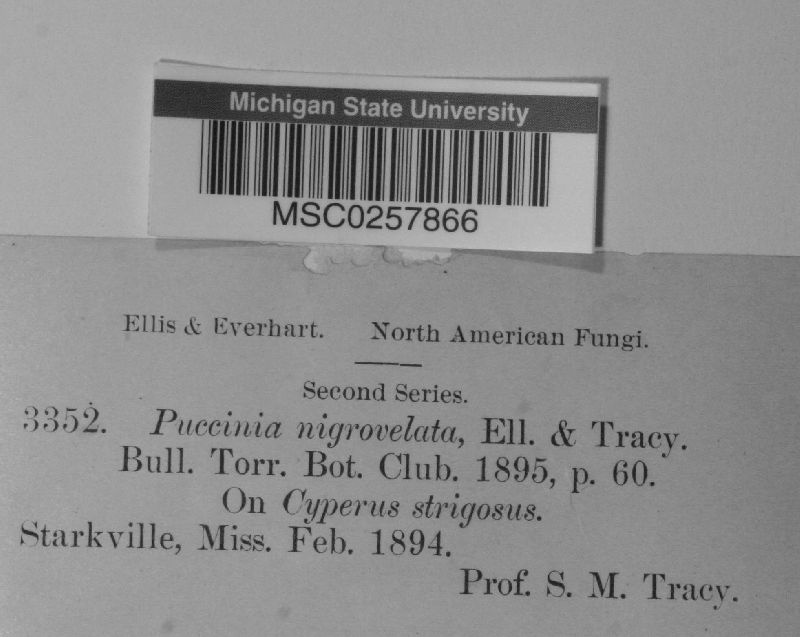 Michigan State University
MSC0257866
Ellis & Everhart. North American Fungi.
Second Series.
3352. Puccinia nigrovelata, Ell. & Tracy.
Bull. Torr. Bot. Club. 1895, p. 60.
On Cyperus strigosus.
Starkville, Miss. Feb. 1894.
Prof. S. M. Tracy.